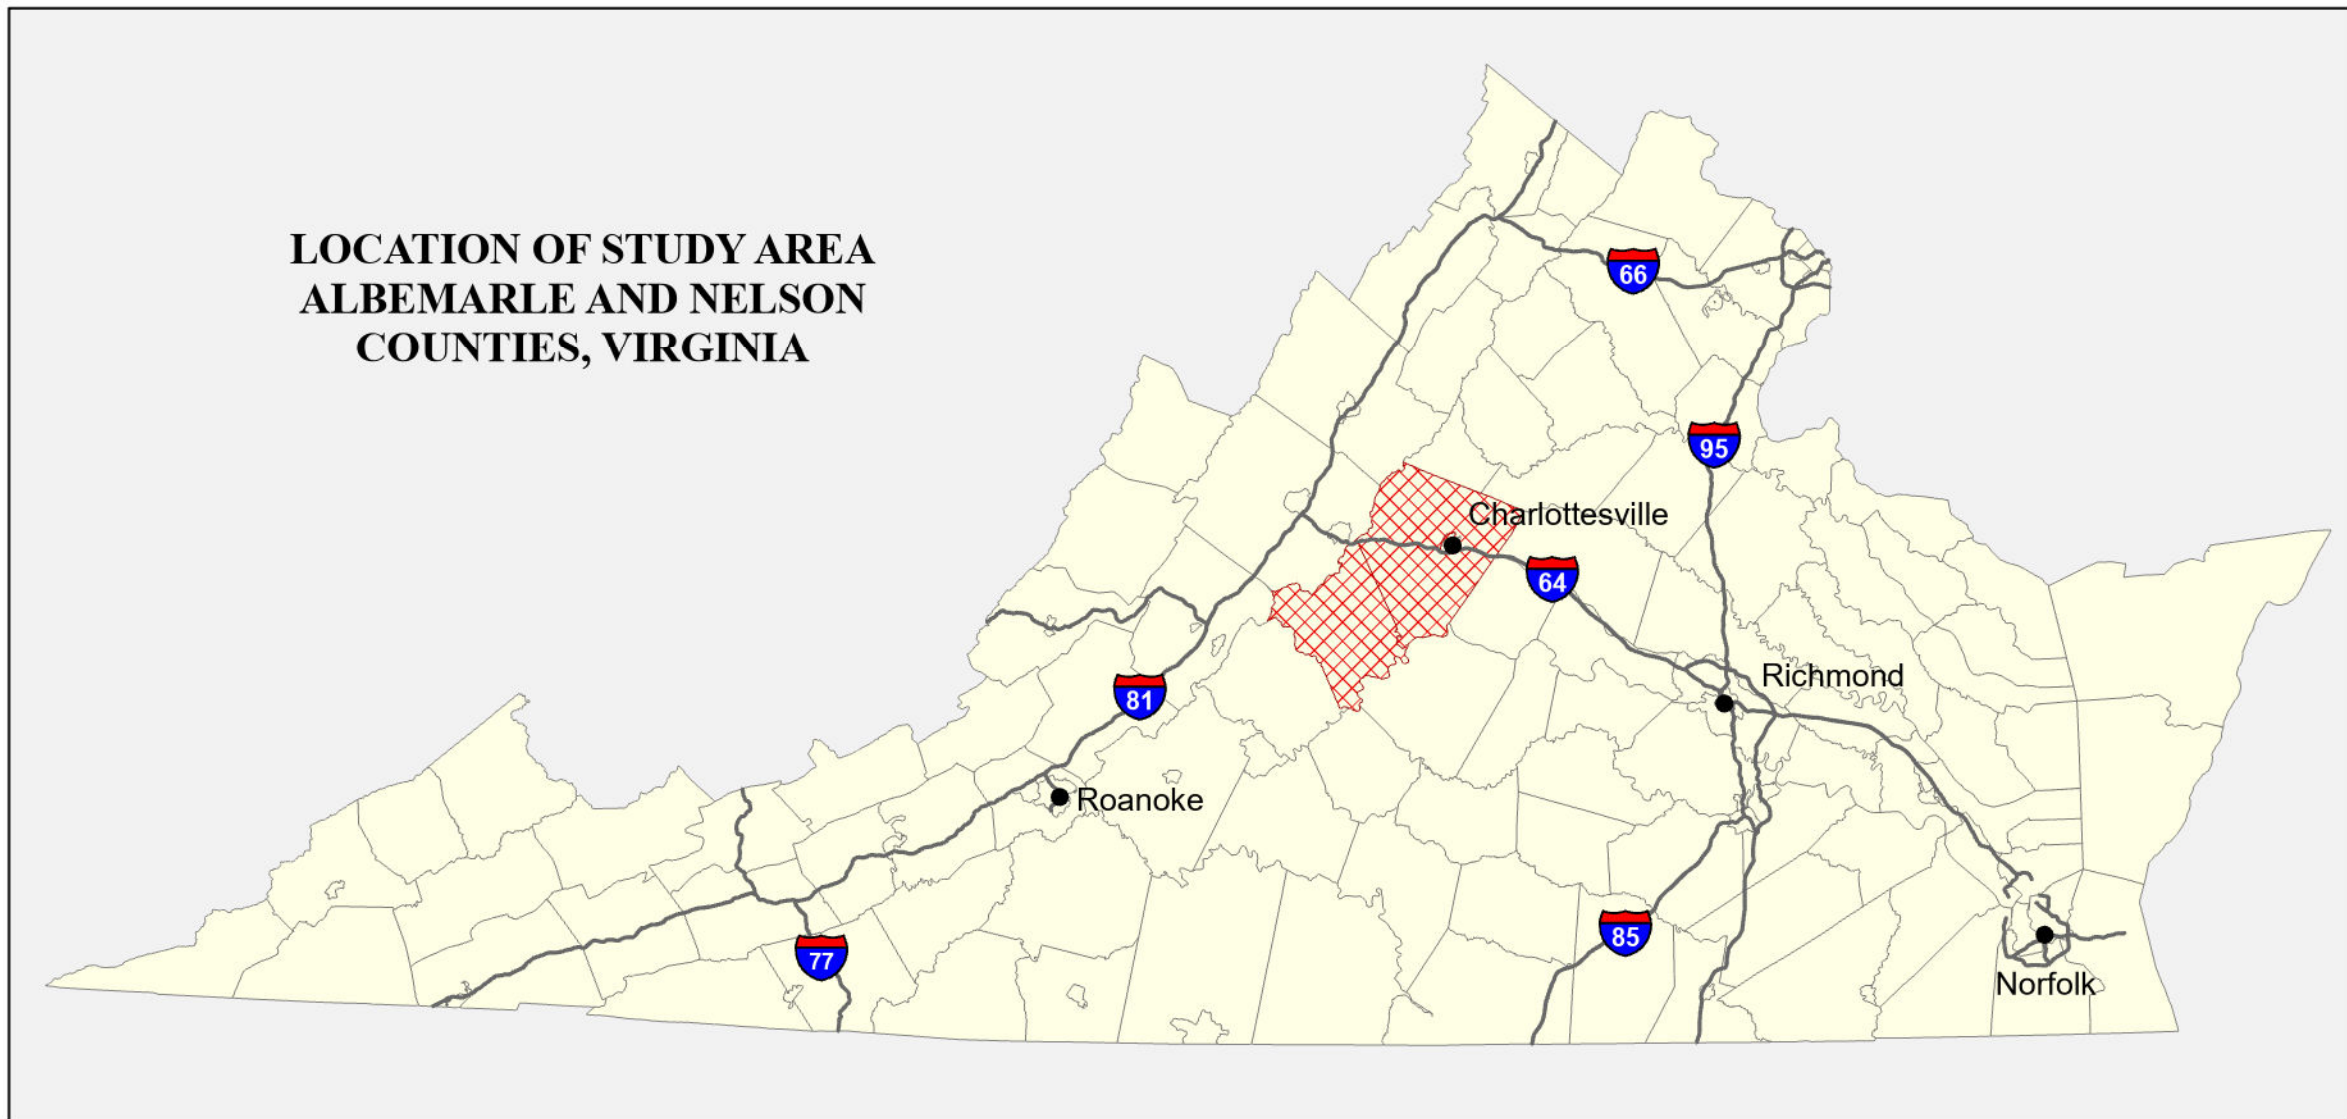 LOCATION OF STUDY AREA
ALBEMARLE AND NELSON
COUNTIES, VIRGINIA
66
95
Charlottesville
64
Richmond
81
Roanoke
85
77
Norfolk